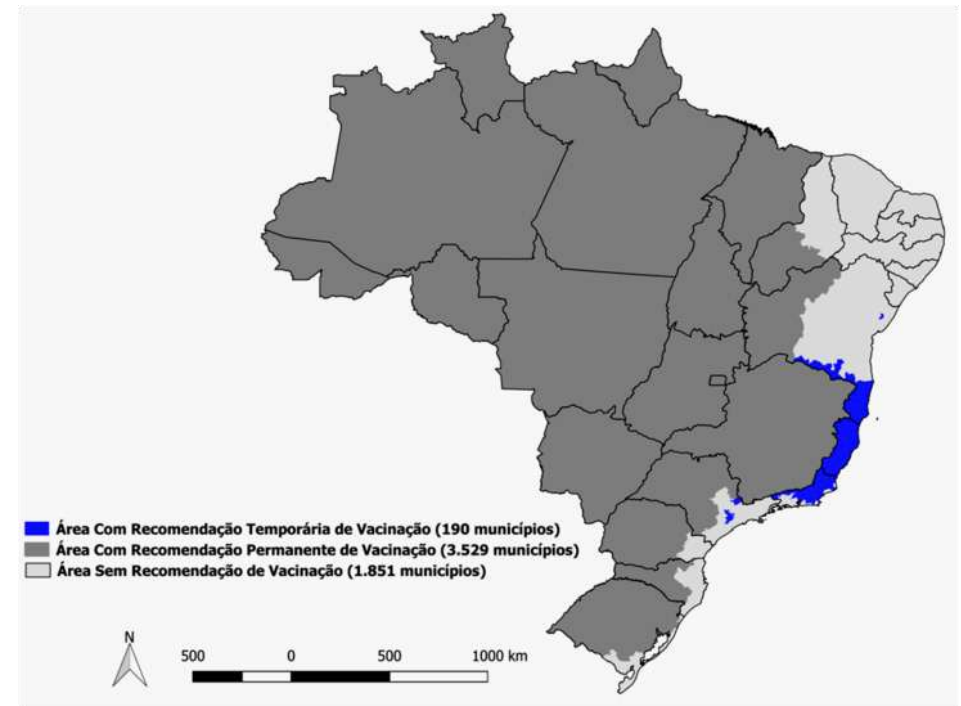 Área Com Recomendação Temporária de Vacinação (190 municípios)
Área Com Recomendação Permanente de Vacinação (3.529 municípios)
Área Sem Recomendação de Vacinação (1.851 municípios)
N
500 0 500 1000 km